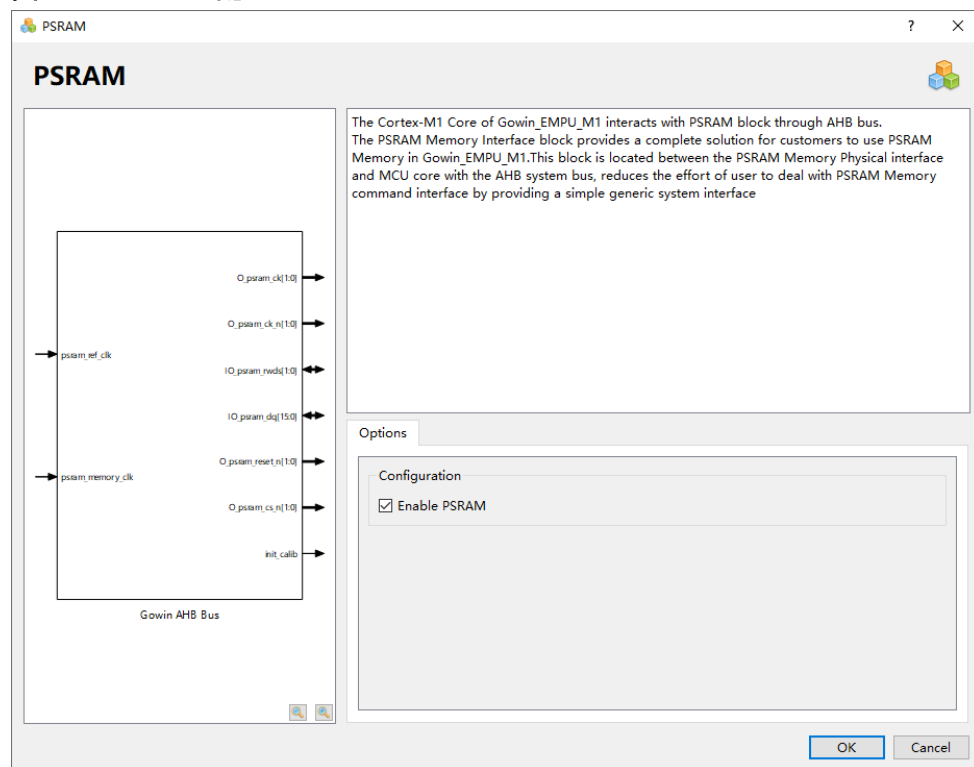 PSRAM
?
PSRAM
The Cortex-M1 Core of Gowin_EMPU_M1 interacts with PSRAM block through AHB bus.
The PSRAM Memory Interface block provides a complete solution for customers to use PSRAM
Memory in Gowin_EMPU_M1.This block is located between the PSRAM Memory Physical interface
and MCU core with the AHB system bus, reduces the effort of user to deal with PSRAM Memory
command interface by providing a simple generic system interface
O_psram_ck[1:0]
O_psram_ck_n[1:0]
psram_ref_clk
IO_psram_rwds[1:0]
IO_psram_dq[15:0]
O_psram_reset_n[1:0]
psram_memory_clk
O_psram_cs_n[1:0]
init_calib
Gowin AHB Bus
Options
Configuration
Enable PSRAM
OK
Cancel